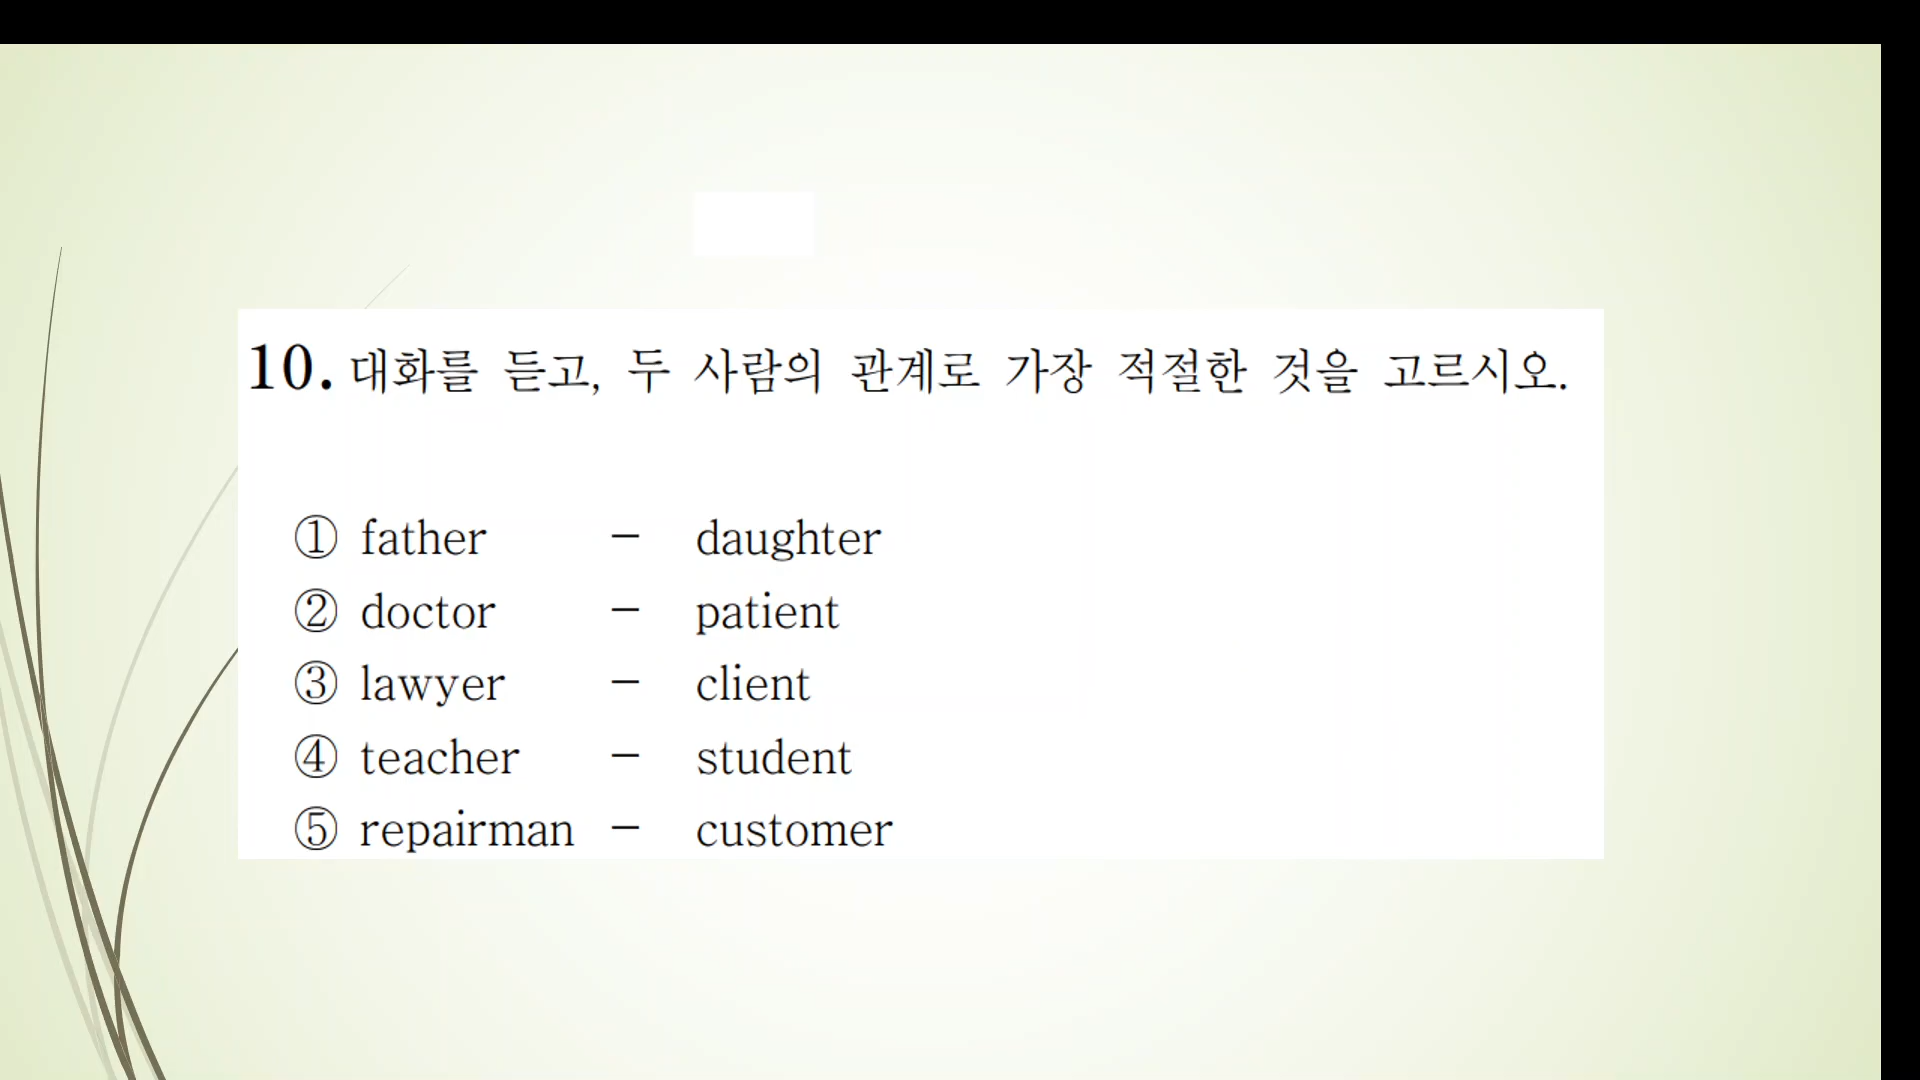 10. 대화를 듣고, 두 사람의 관계로 가장 적절한 것을 고르시오.
① father - daughter
② doctor - patient
③ lawyer - client
④ teacher - student
⑤ repairman - customer